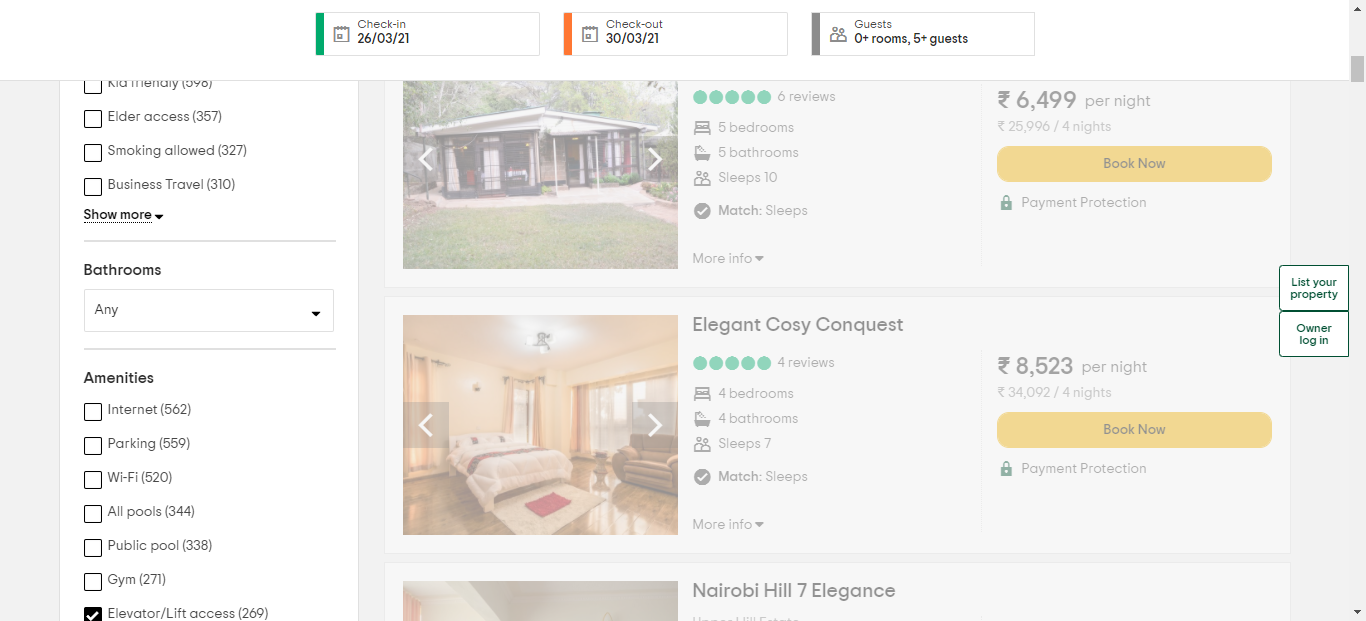 Check-in
26/03/21
Check-out
30/03/21
Guests
0+ rooms, 5+ guests
Kid friendly (598)
Elder access (357)
Smoking allowed (327)
Business Travel (310)
Show more
Bathrooms
Any
Amenities
Internet (562)
Parking (559)
Wi-Fi (520)
All pools (344)
Public pool (338)
Gym (271)
Elevator/Lift access (269)
6 reviews
5 bedrooms
5 bathrooms
Sleeps 10
Match: Sleeps
More info
₹ 6,499 per night
₹ 25,996 / 4 nights
Book Now
Payment Protection
Elegant Cosy Conquest
4 reviews
4 bedrooms
4 bathrooms
Sleeps 7
Match: Sleeps
More info
₹ 8,523 per night
₹ 34,092 / 4 nights
Book Now
Payment Protection
Nairobi Hill 7 Elegance
Upper Hill Estate
List your
property
Owner
log in